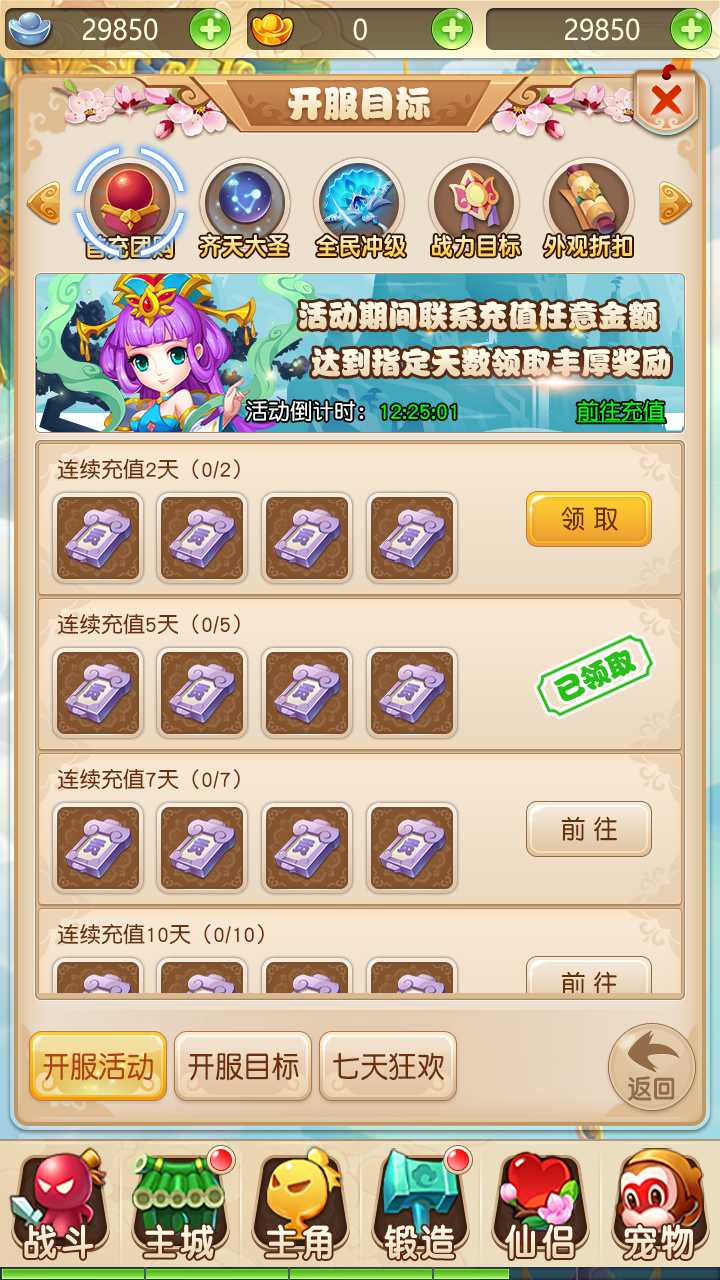 29850
0
29850
开服目标
首充团购
齐天大圣
全民冲级
战力目标
外观折扣
活动期间联系充值任意金额
达到指定天数领取丰厚奖励
活动倒计时：12:25:01
前往充值
连续充值2天（0/2）
领取
连续充值5天（0/5）
已领取
连续充值7天（0/7）
前往
连续充值10天（0/10）
前往
开服活动
开服目标
七天狂欢
返回
战斗
主城
主角
锻造
仙侣
宠物